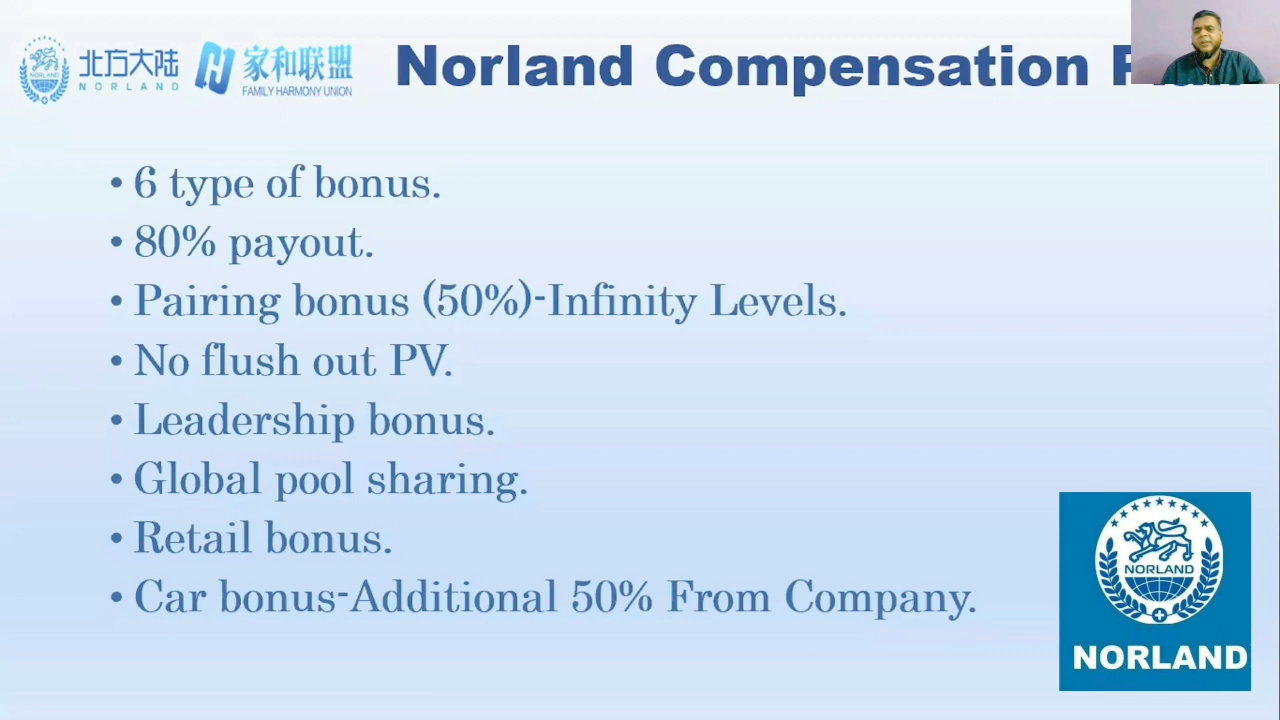 北方大陆
NORLAND
家和联盟
FAMILY HARMONY UNION
Norland Compensation
NORLAND
• 6 type of bonus.
• 80% payout.
• Pairing bonus (50%)-Infinity Levels.
• No flush out PV.
• Leadership bonus.
• Global pool sharing.
• Retail bonus.
• Car bonus-Additional 50% From Company.
NORLAND
NORLAND